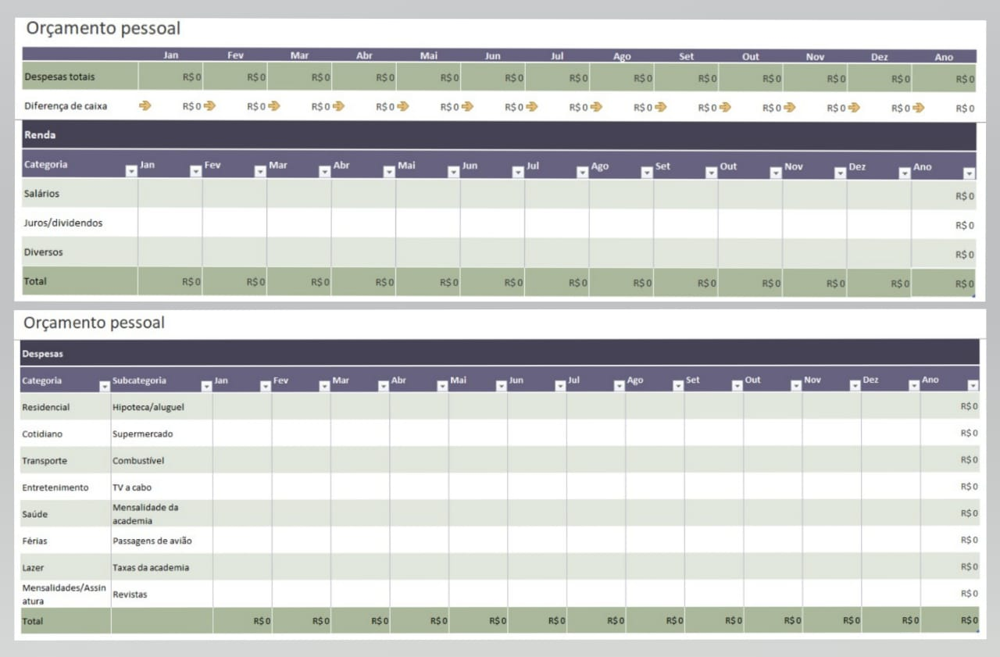 Orçamento pessoal
Jan Fev Mar Abr Mai Jun Jul Ago Set Out Nov Dez Ano
Despesas totais R$ 0 R$ 0 R$ 0 R$ 0 R$ 0 R$ 0 R$ 0 R$ 0 R$ 0 R$ 0 R$ 0 R$ 0 R$ 0
Diferença de caixa R$ 0 R$ 0 R$ 0 R$ 0 R$ 0 R$ 0 R$ 0 R$ 0 R$ 0 R$ 0 R$ 0 R$ 0 R$ 0
Renda
Categoria Jan Fev Mar Abr Mai Jun Jul Ago Set Out Nov Dez Ano
Salários R$ 0
Juros/dividendos R$ 0
Diversos R$ 0
Total R$ 0 R$ 0 R$ 0 R$ 0 R$ 0 R$ 0 R$ 0 R$ 0 R$ 0 R$ 0 R$ 0 R$ 0 R$ 0
Orçamento pessoal
Despesas
Categoria Subcategoria Jan Fev Mar Abr Mai Jun Jul Ago Set Out Nov Dez Ano
Residencial Hipoteca/aluguel R$ 0
Cotidiano Supermercado R$ 0
Transporte Combustível R$ 0
Entretenimento TV a cabo R$ 0
Saúde Mensalidade da
academia R$ 0
Férias Passagens de avião R$ 0
Lazer Taxas da academia R$ 0
Mensalidades/Assin
atura Revistas R$ 0
Total R$ 0 R$ 0 R$ 0 R$ 0 R$ 0 R$ 0 R$ 0 R$ 0 R$ 0 R$ 0 R$ 0 R$ 0 R$ 0